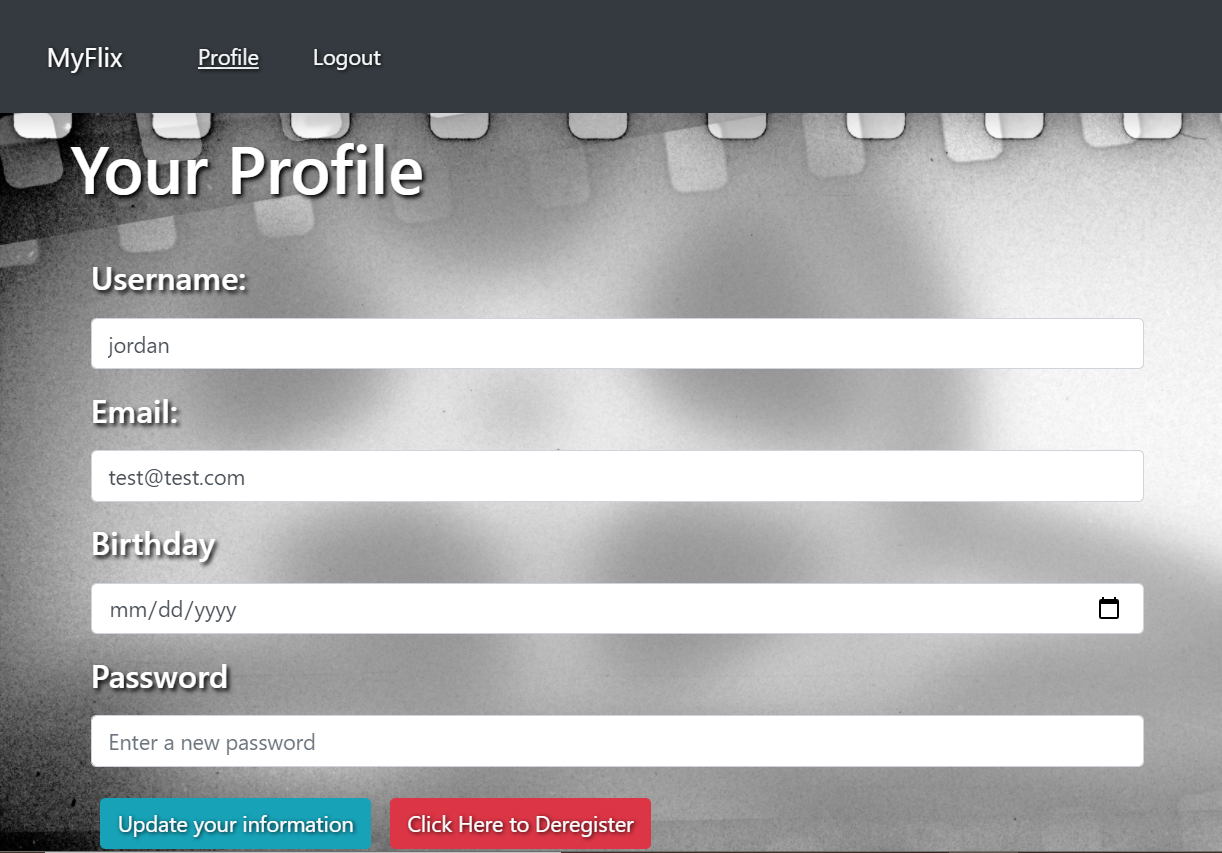 MyFlix Profile Logout
Your Profile
Username:
jordan
Email:
test@test.com
Birthday
mm/dd/yyyy
Password
Enter a new password
Update your information Click Here to Deregister